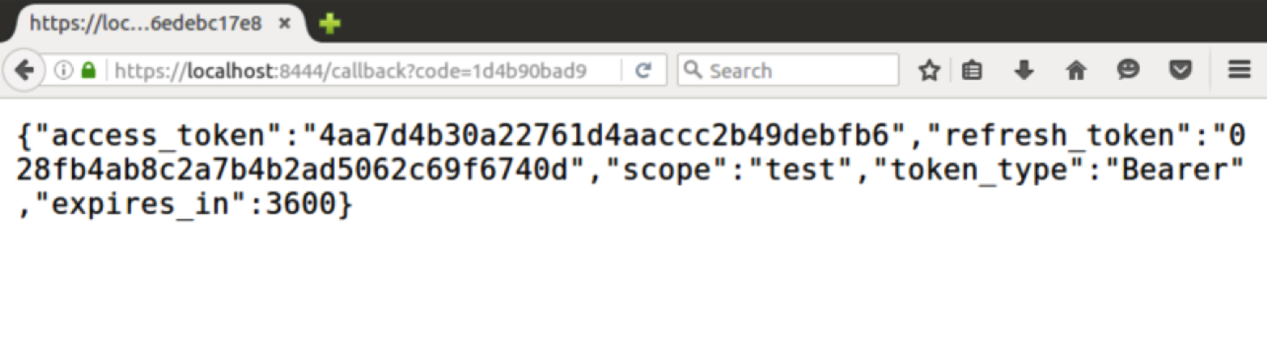 https://loc...6edebc17e8
https://localhost:8444/callback?code=1d4b90bad9
Search
{"access_token":"4aa7d4b30a22761d4aaccc2b49debfb6","refresh_token":"0
28fb4ab8c2a7b4b2ad5062c69f6740d","scope":"test","token_type":"Bearer"
,"expires_in":3600}